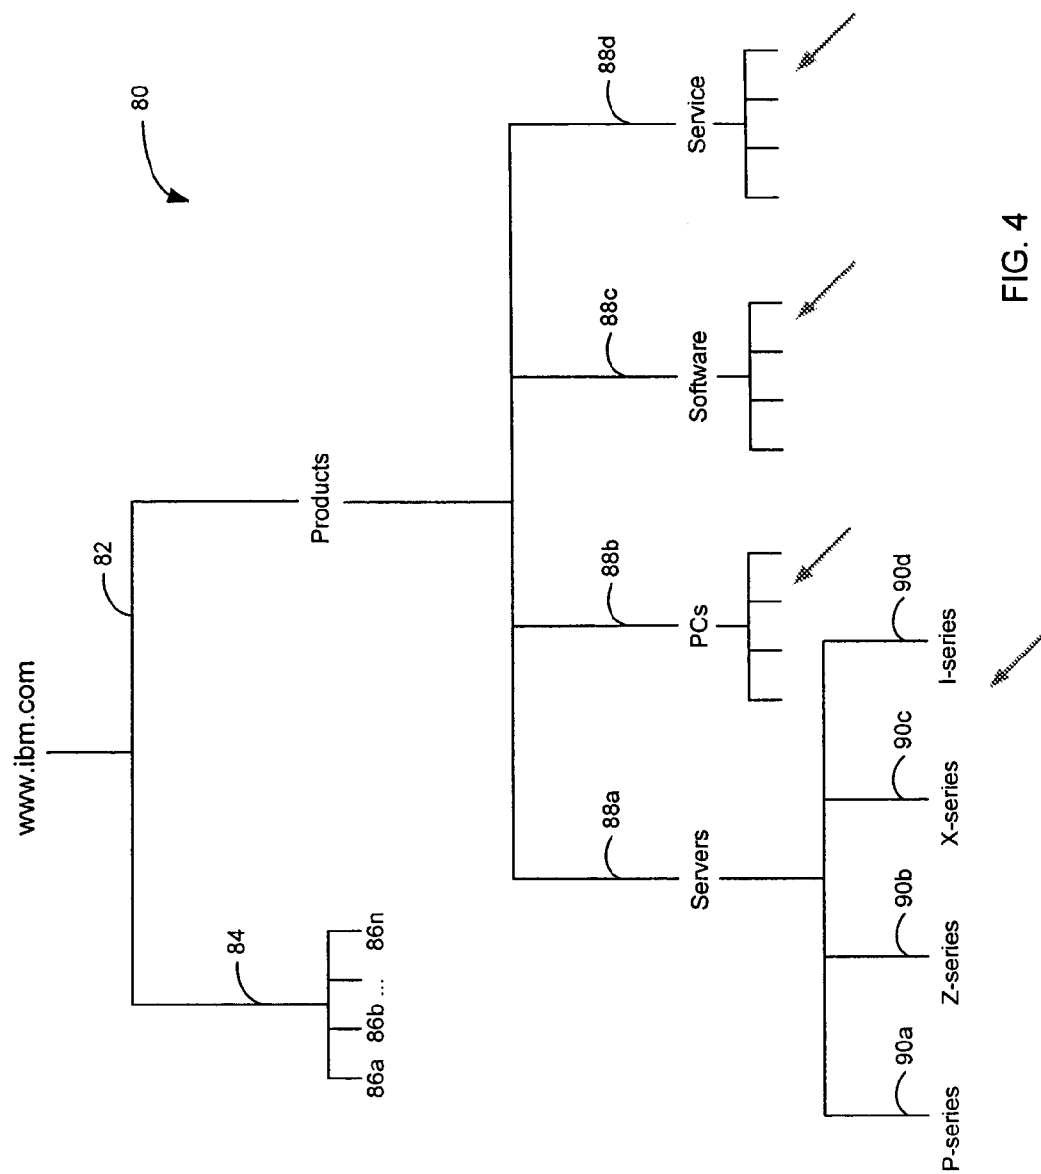 80
www.ibm.com
82
84
86a 86b ... 86n
Products
88a
88b
88c
88d
Servers
PCs
Software
Service
90a
90b
90c
90d
P-series
Z-series
X-series
I-series
FIG. 4